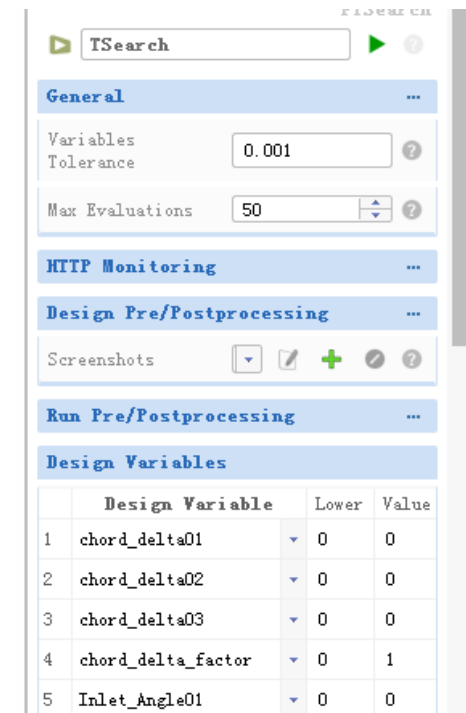 TSearch
General
Variables
Tolerance
0.001
Max Evaluations
50
HTTP Monitoring
Design Pre/Postprocessing
Screenshots
Run Pre/Postprocessing
Design Variables
Design Variable Lower Value
1 chord_delta01 0 0
2 chord_delta02 0 0
3 chord_delta03 0 0
4 chord_delta_factor 0 1
5 Inlet_Angle01 0 0